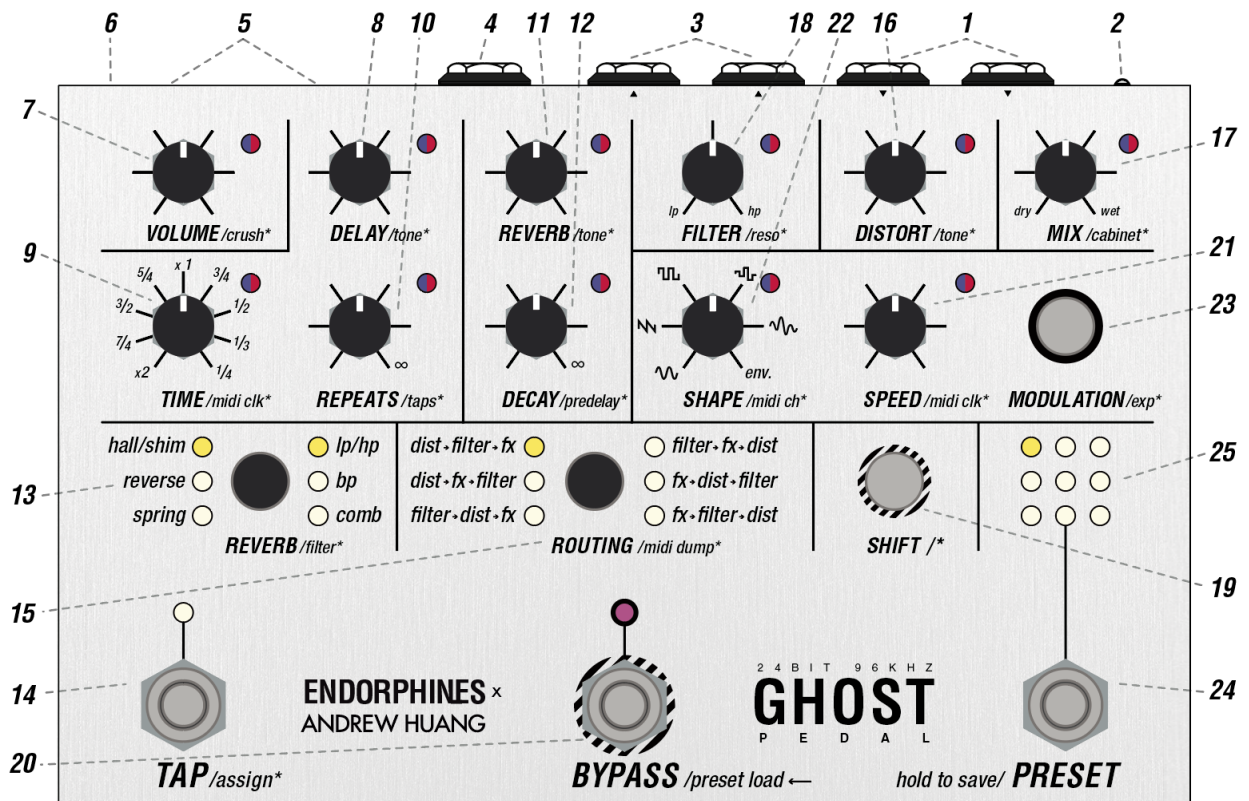 6 5 8 10 4 11 12 3 18 22 16 1 2
7
17
lp hp dry wet
VOLUME /crush* DELAY /tone* REVERB /tone* FILTER /reso* DISTORT /tone* MIX /cabinet*
9
21
5/4 x 1 3/4
3/2 1/2
23
7/4 1/3
x2 1/4 ∞ ∞ env.
TIME /midi clk* REPEATS /taps* DECAY /predelay* SHAPE /midi ch* SPEED /midi clk* MODULATION /exp*
hall/shim lp/hp dist→filter→fx filter→fx→dist
25
13 reverse bp dist→fx→filter fx→dist→filter
spring comb filter→dist→fx fx→filter→dist
REVERB /filter* ROUTING /midi dump* SHIFT /*
19
15
24BIT 96KHZ
14 ENDORPHINES x GHOST 24
ANDREW HUANG PEDAL
20
TAP /assign* BYPASS /preset load ← hold to save/ PRESET